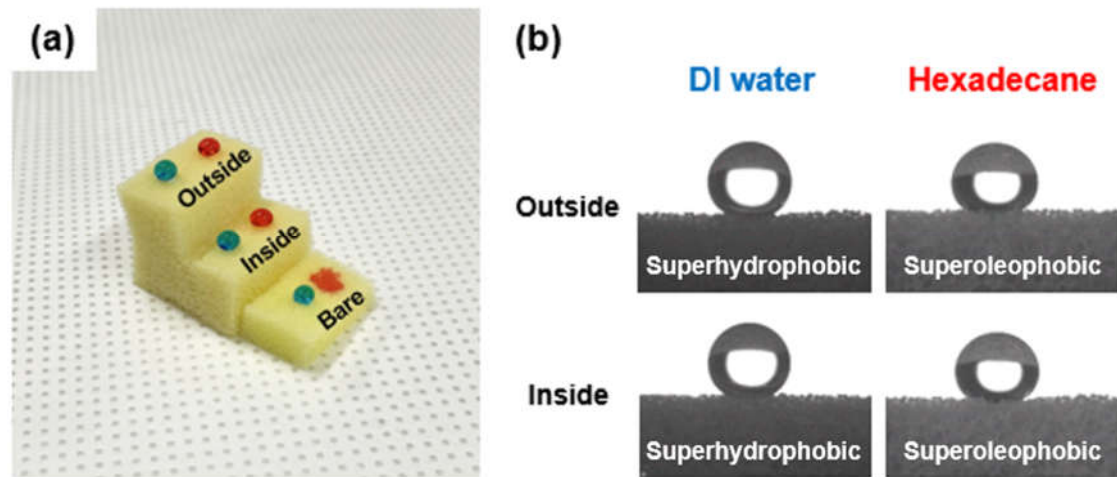 (a)
Outside
Inside
Bare
(b)
DI water Hexadecane
Outside
Superhydrophobic Superoleophobic
Inside
Superhydrophobic Superoleophobic